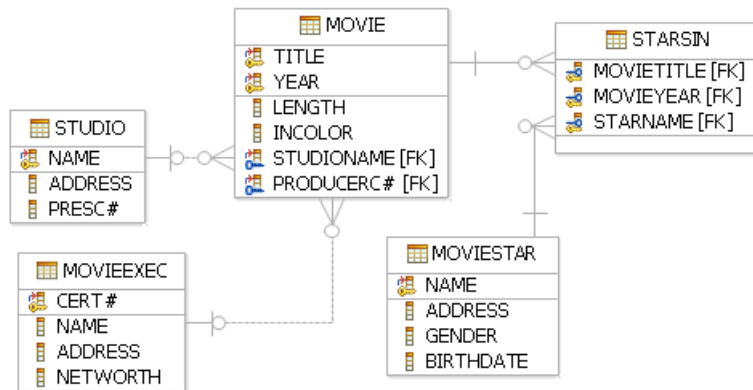 MOVIE
TITLE
YEAR
LENGTH
INCOLOR
STUDIONAME [FK]
PRODUCERC# [FK]
STARSIN
MOVIETITLE [FK]
MOVIEYEAR [FK]
STARNAME [FK]
STUDIO
NAME
ADDRESS
PRESC#
MOVIEEXEC
CERT#
NAME
ADDRESS
NETWORTH
MOVIESTAR
NAME
ADDRESS
GENDER
BIRTHDATE